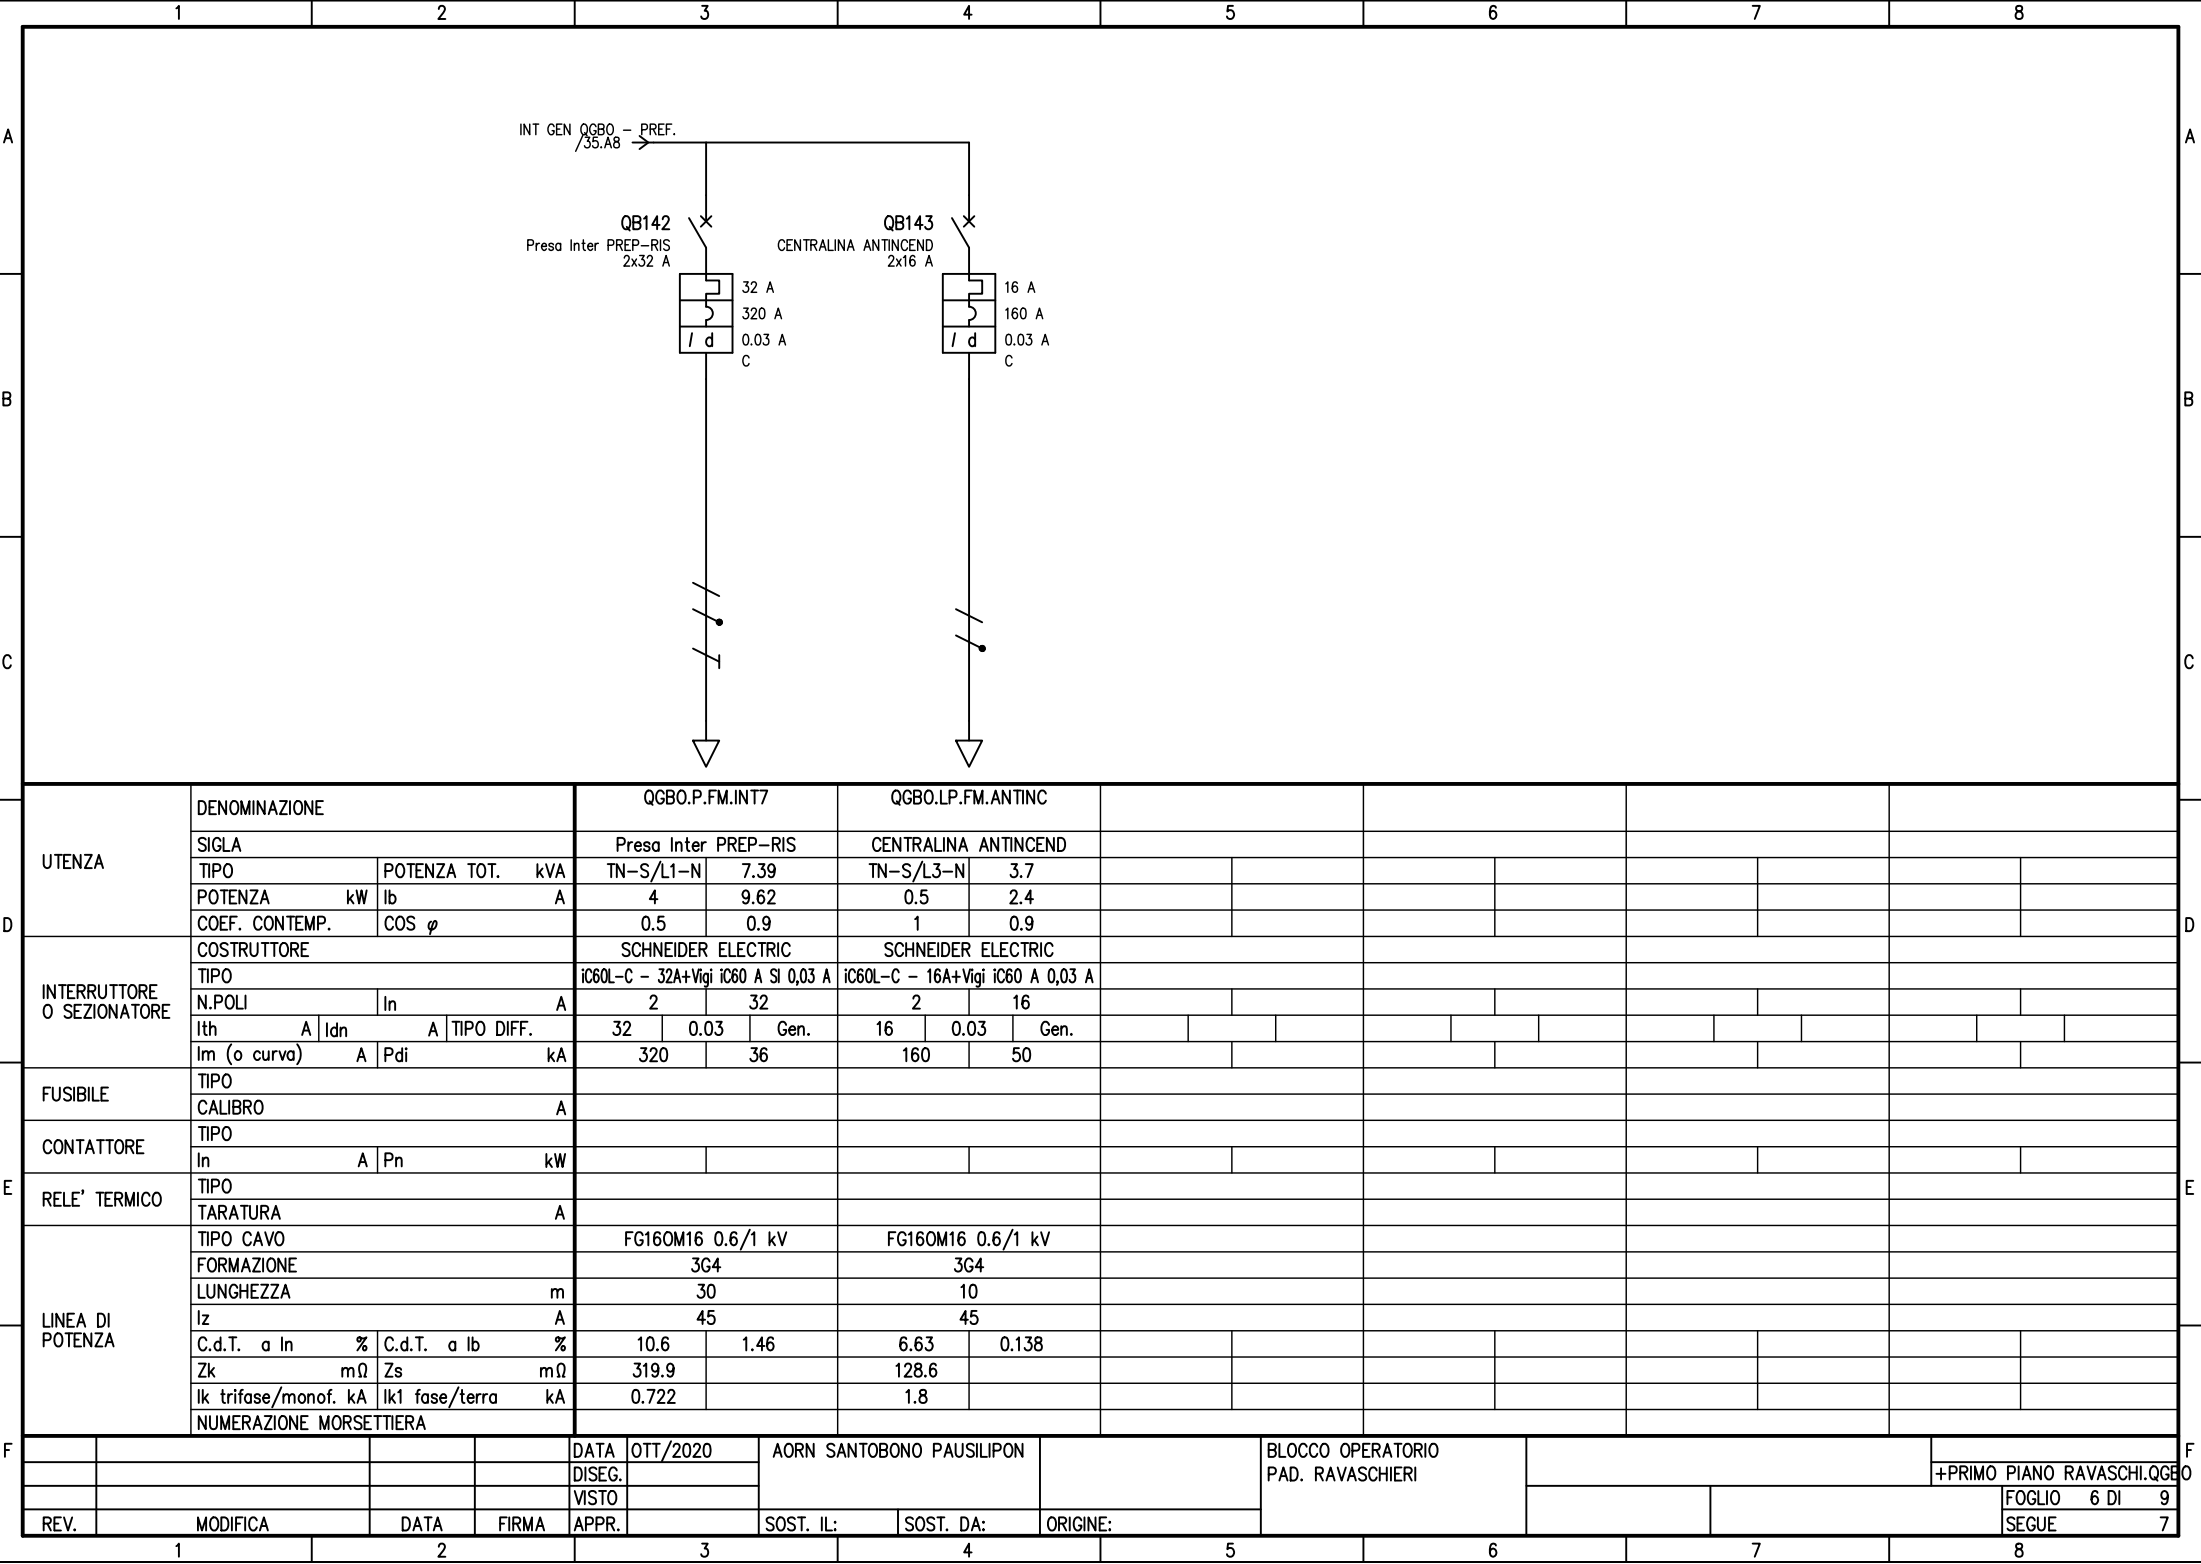 1 2 3 4 5 6 7 8
A A
INT GEN QGBO - PREF.
/35.A8
QB142
Presa Inter PREP-RIS
2x32 A
32 A
320 A
I d 0.03 A
C
QB143
CENTRALINA ANTINCEND
2x16 A
16 A
160 A
I d 0.03 A
C
B B
C C
UTENZA
DENOMINAZIONE QGBO.P.FM.INT7 QGBO.LP.FM.ANTINC
SIGLA Presa Inter PREP-RIS CENTRALINA ANTINCEND
TIPO POTENZA TOT. kVA TN-S/L1-N 7.39 TN-S/L3-N 3.7
POTENZA kW Ib A 4 9.62 0.5 2.4
COEF. CONTEMP. COS φ 0.5 0.9 1 0.9
D D
INTERRUTTORE
O SEZIONATORE
COSTRUTTORE SCHNEIDER ELECTRIC SCHNEIDER ELECTRIC
TIPO iC60L-C - 32A+Vigi iC60 A SI 0,03 A iC60L-C - 16A+Vigi iC60 A 0,03 A
N.POLI In A 2 32 2 16
Ith A Idn A TIPO DIFF. 32 0.03 Gen. 16 0.03 Gen.
Im (o curva) A Pdi kA 320 36 160 50
FUSIBILE
TIPO
CALIBRO A
CONTATTORE
TIPO
In A Pn kW
E E
RELE' TERMICO
TIPO
TARATURA A
LINEA DI
POTENZA
TIPO CAVO FG16OM16 0.6/1 kV FG16OM16 0.6/1 kV
FORMAZIONE 3G4 3G4
LUNGHEZZA m 30 10
Iz A 45 45
C.d.T. a In % C.d.T. a Ib % 10.6 1.46 6.63 0.138
Zk mΩ Zs mΩ 319.9 128.6
Ik trifase/monof. kA Ik1 fase/terra kA 0.722 1.8
NUMERAZIONE MORSETTIERA
F F
DATA OTT/2020 AORN SANTOBONO PAUSILIPON BLOCCO OPERATORIO
DISEG. PAD. RAVASCHIERI +PRIMO PIANO RAVASCHI.QGBO
VISTO FOGLIO 6 DI 9
REV. MODIFICA DATA FIRMA APPR. SOST. IL: SOST. DA: ORIGINE: SEGUE 7
1 2 3 4 5 6 7 8